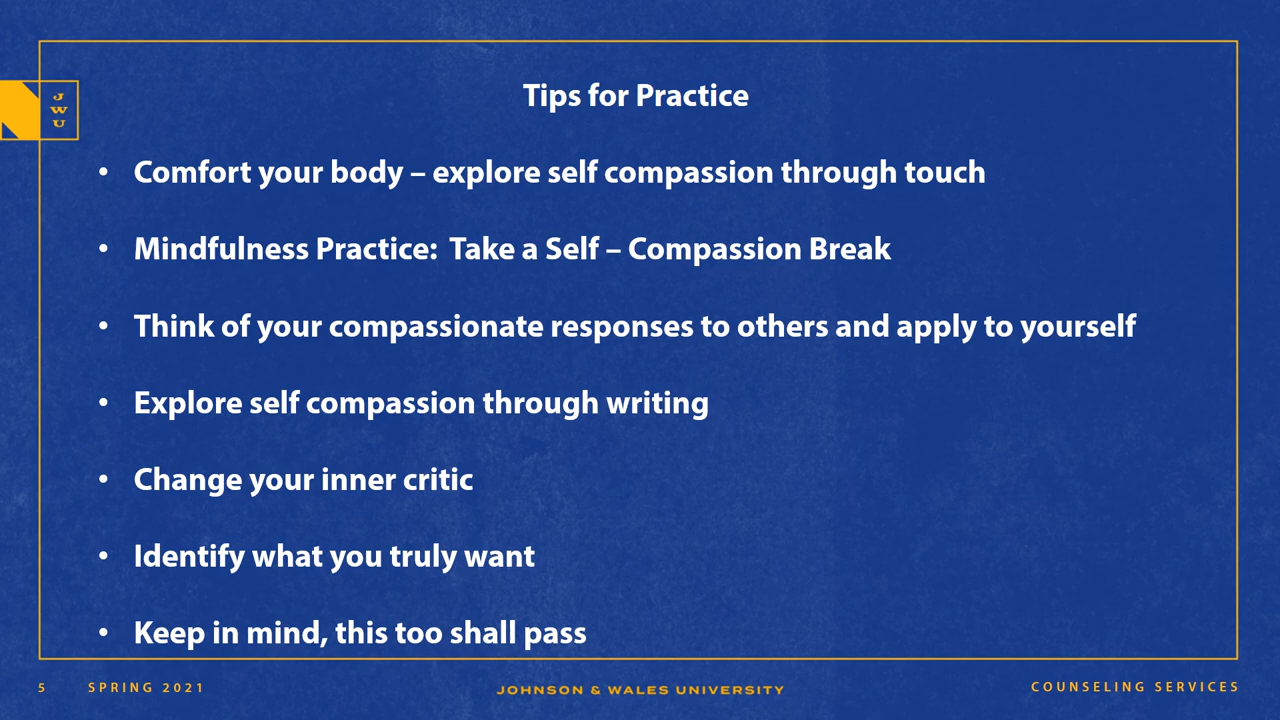 J
W
U
Tips for Practice
• Comfort your body – explore self compassion through touch
• Mindfulness Practice:  Take a Self – Compassion Break
• Think of your compassionate responses to others and apply to yourself
• Explore self compassion through writing
• Change your inner critic
• Identify what you truly want
• Keep in mind, this too shall pass
5 SPRING 2021 JOHNSON & WALES UNIVERSITY COUNSELING SERVICES